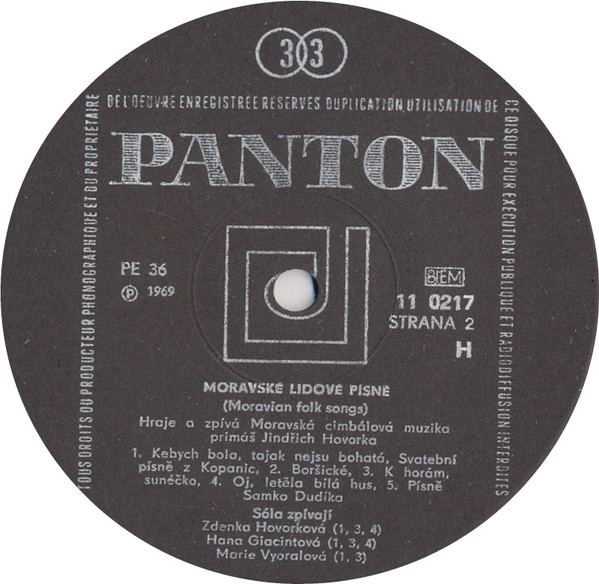 33
DE L'OEUVRE ENREGISTREE RESERVES DUPLICATION, UTILISATION DE
CE DISQUE POUR EXECUTION PUBLIQUE ET RADIODIFFUSION INTERDITES
TOUS DROITS DU PRODUCTEUR PHONOGRAPHIQUE ET DU PROPRIETAIRE
PANTON
PE 36
Ⓟ 1969
BIEM
11 0217
STRANA 2
H
MORAVSKÉ LIDOVÉ PÍSNĚ
(Moravian folk songs)
Hraje a zpívá Moravská cimbálová muzika
primáš Jindřich Hovorka
1. Kebych bola, tajak nejsu bohatá, Svatební
písně z Kopanic, 2. Boršické, 3. K horám,
sunéčko, 4. Oj, letěla bílá hus, 5. Písně
Samko Dudíka
Sóla zpívají
Zdenka Hovorková (1, 3, 4)
Hana Giacintová (1, 3, 4)
Marie Vyoralová (1, 3)